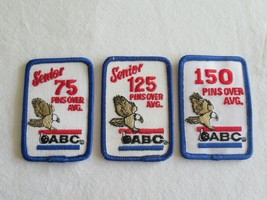 Senior
75
PINS OVER
AVG.
ABC
Senior
125
PINS OVER
AVG.
ABC
150
PINS OVER
AVG.
ABC